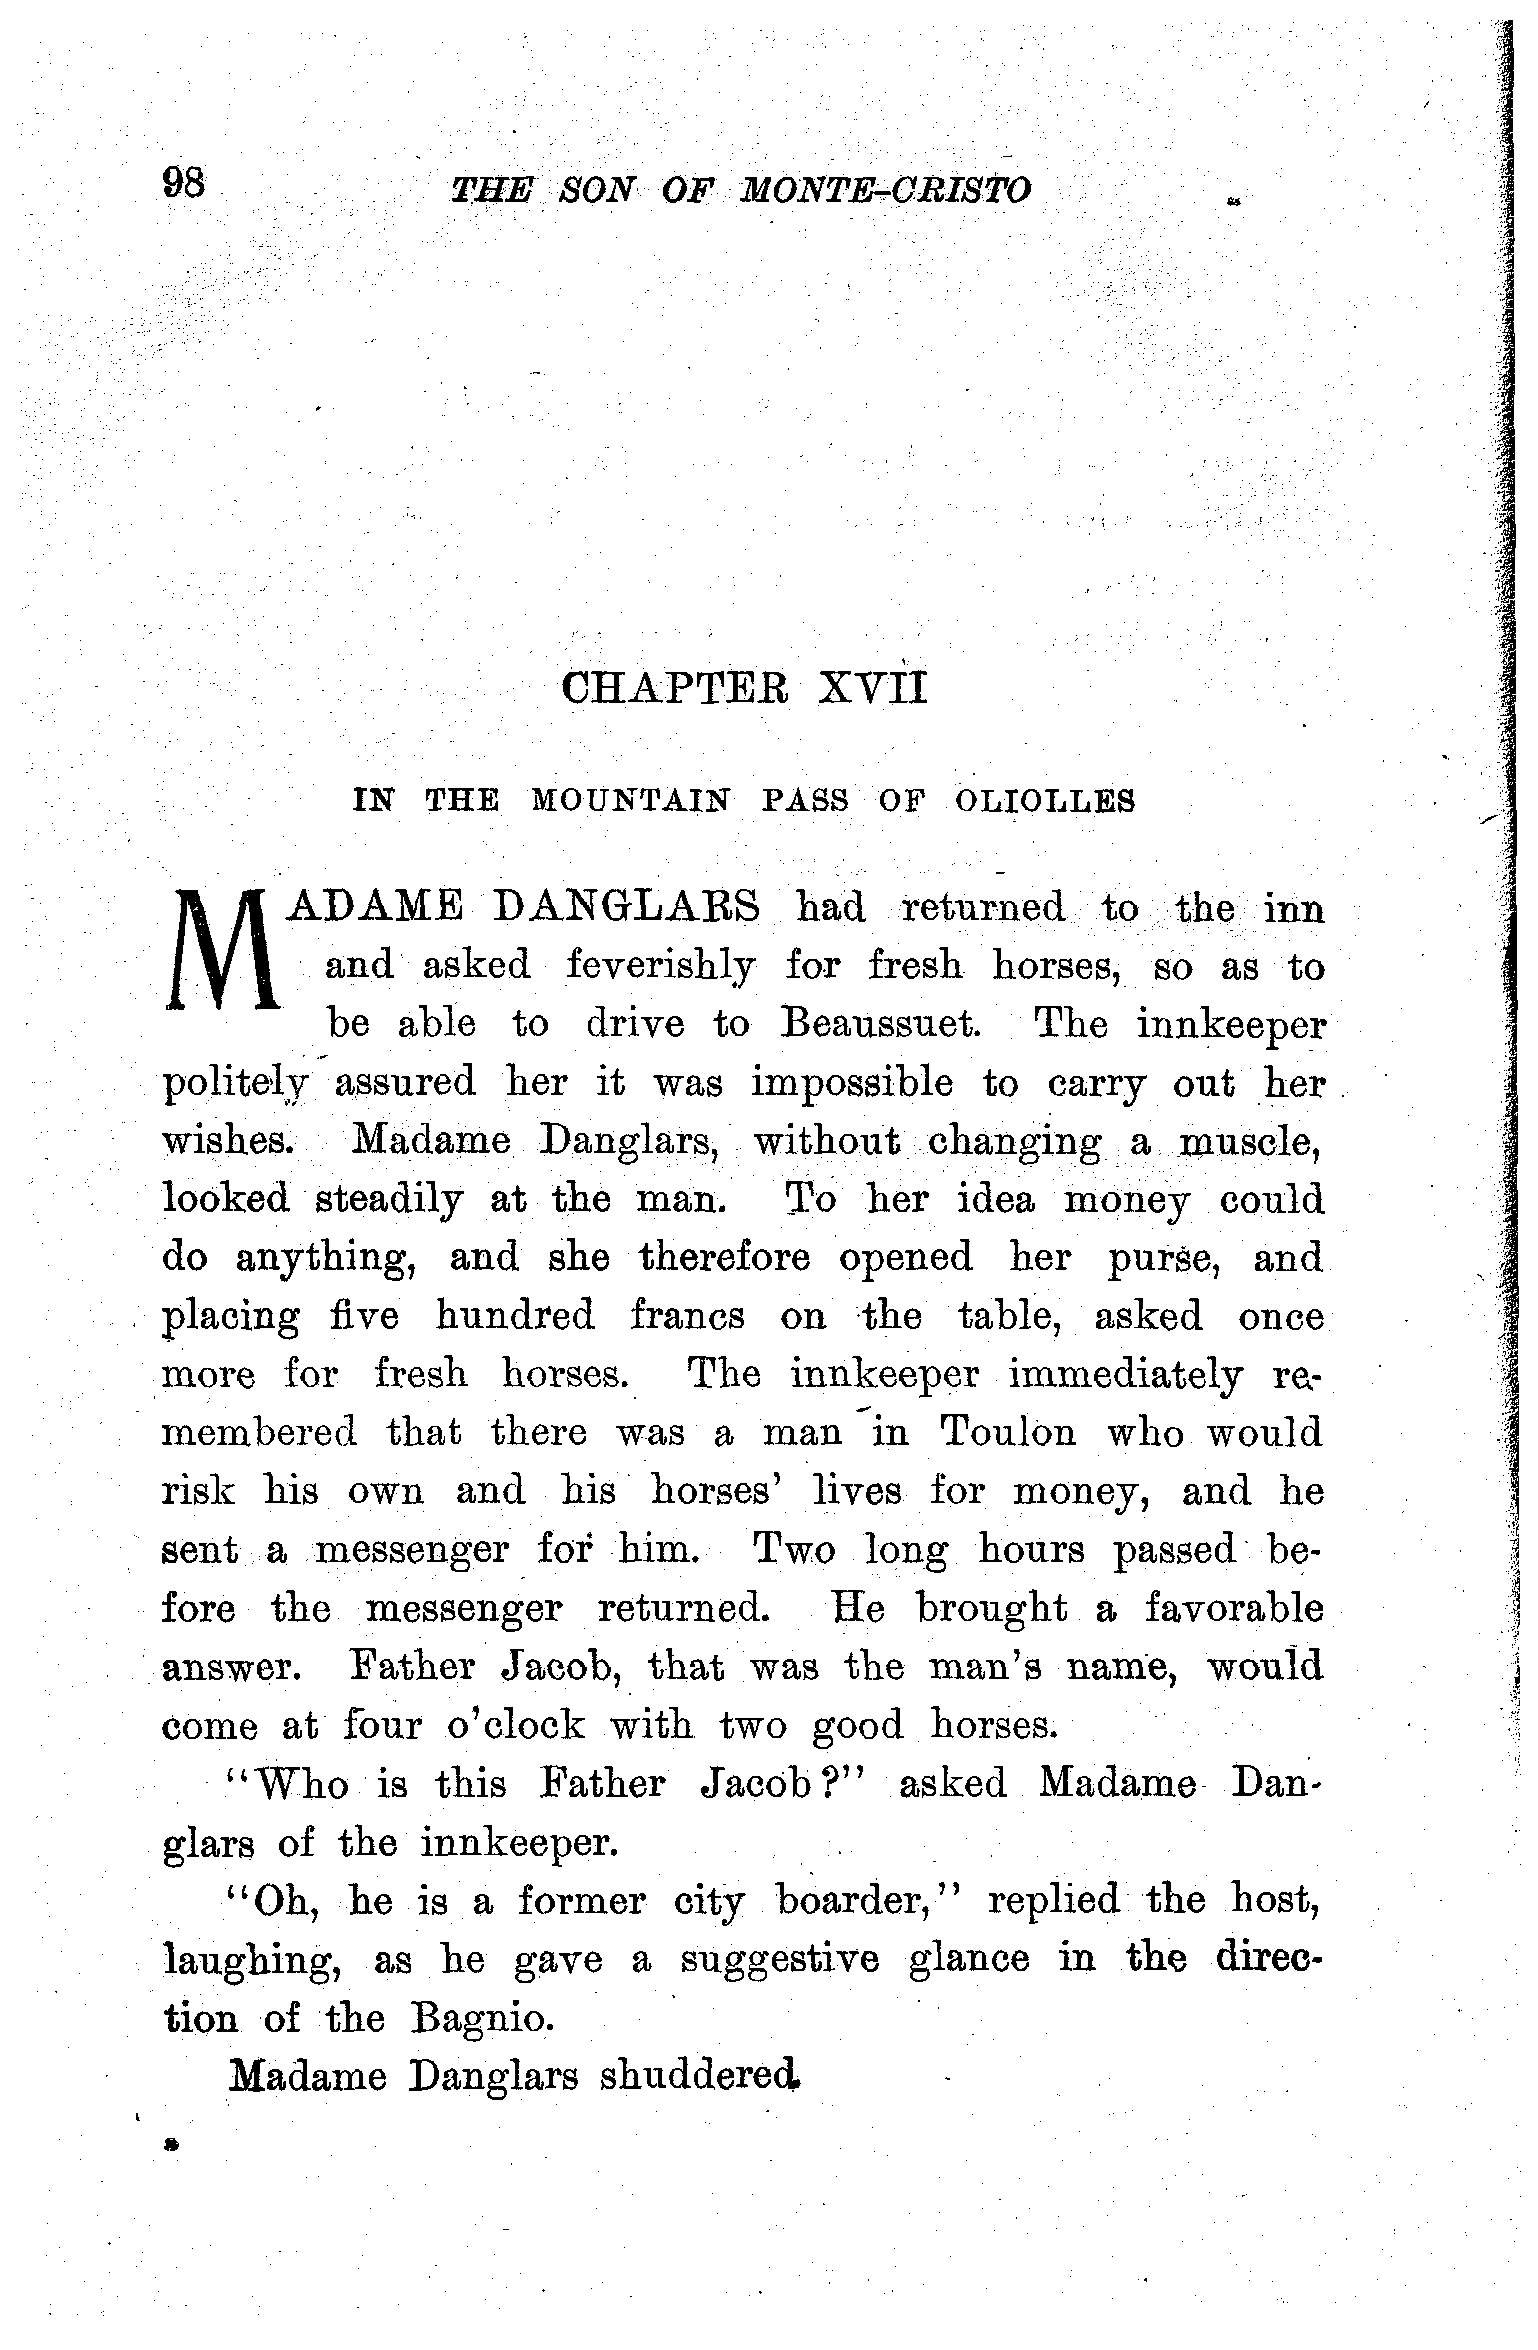 98 THE SON OF MONTE-CRISTO
CHAPTER XVII
IN THE MOUNTAIN PASS OF OLIOLLES
MADAME DANGLARS had returned to the inn
and asked feverishly for fresh horses, so as to
be able to drive to Beaussuet. The innkeeper
politely assured her it was impossible to carry out her
wishes. Madame Danglars, without changing a muscle,
looked steadily at the man. To her idea money could
do anything, and she therefore opened her purse, and
placing five hundred francs on the table, asked once
more for fresh horses. The innkeeper immediately re-
membered that there was a man in Toulon who would
risk his own and his horses' lives for money, and he
sent a messenger for him. Two long hours passed be-
fore the messenger returned. He brought a favorable
answer. Father Jacob, that was the man's name, would
come at four o'clock with two good horses.
"Who is this Father Jacob?" asked Madame Dan-
glars of the innkeeper.
"Oh, he is a former city boarder," replied the host,
laughing, as he gave a suggestive glance in the direc-
tion of the Bagnio.
Madame Danglars shuddered.